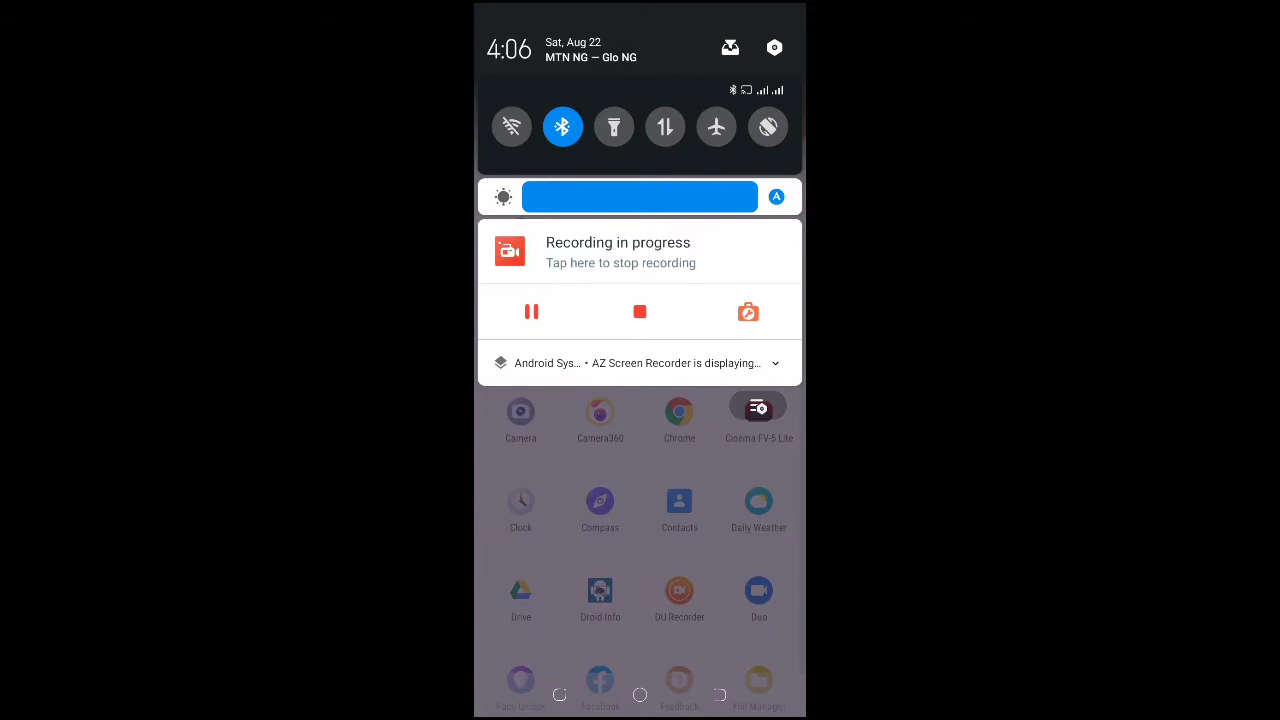 4:06
Sat, Aug 22
MTN NG — Glo NG
A
Recording in progress
Tap here to stop recording
Android Sys... • AZ Screen Recorder is displaying...
Camera
Camera360
Chrome
Cinema FV-5 Lite
Clock
Compass
Contacts
Daily Weather
Drive
Droid Info
DU Recorder
Duo
Face Unlock
Facebook
Feedback
File Manager